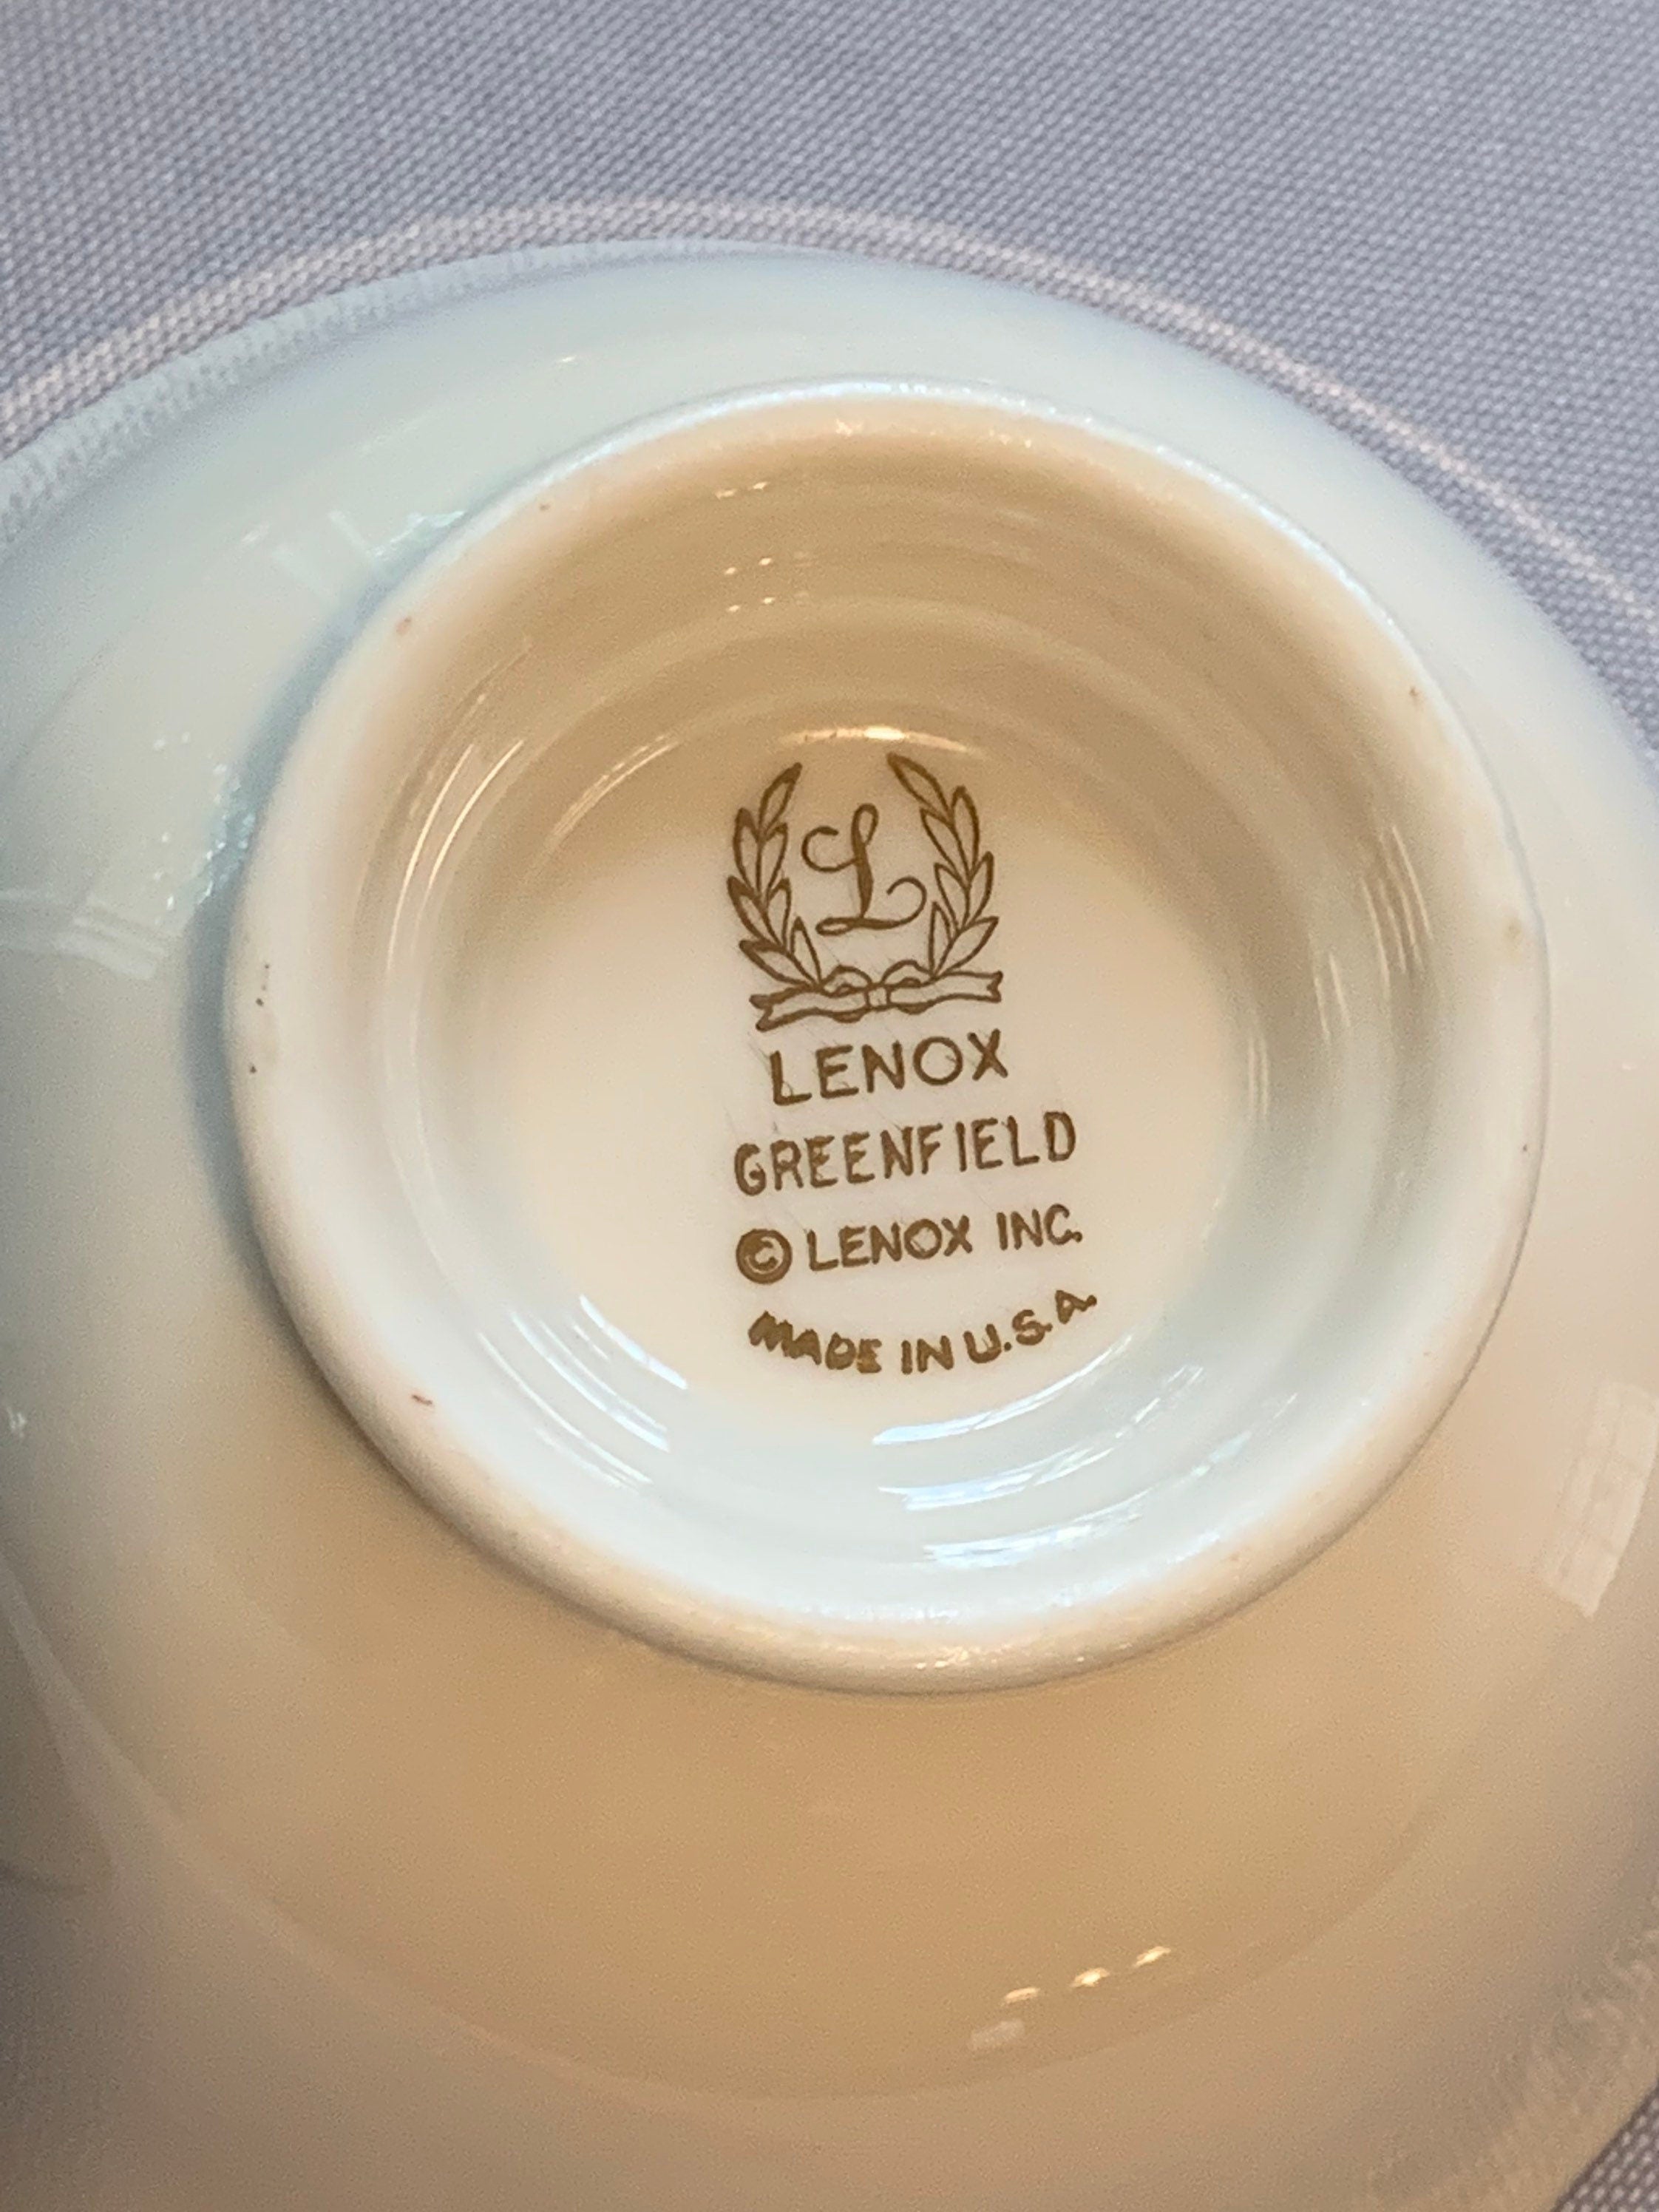 L
LENOX
GREENFIELD
© LENOX INC.
MADE IN U.S.A.